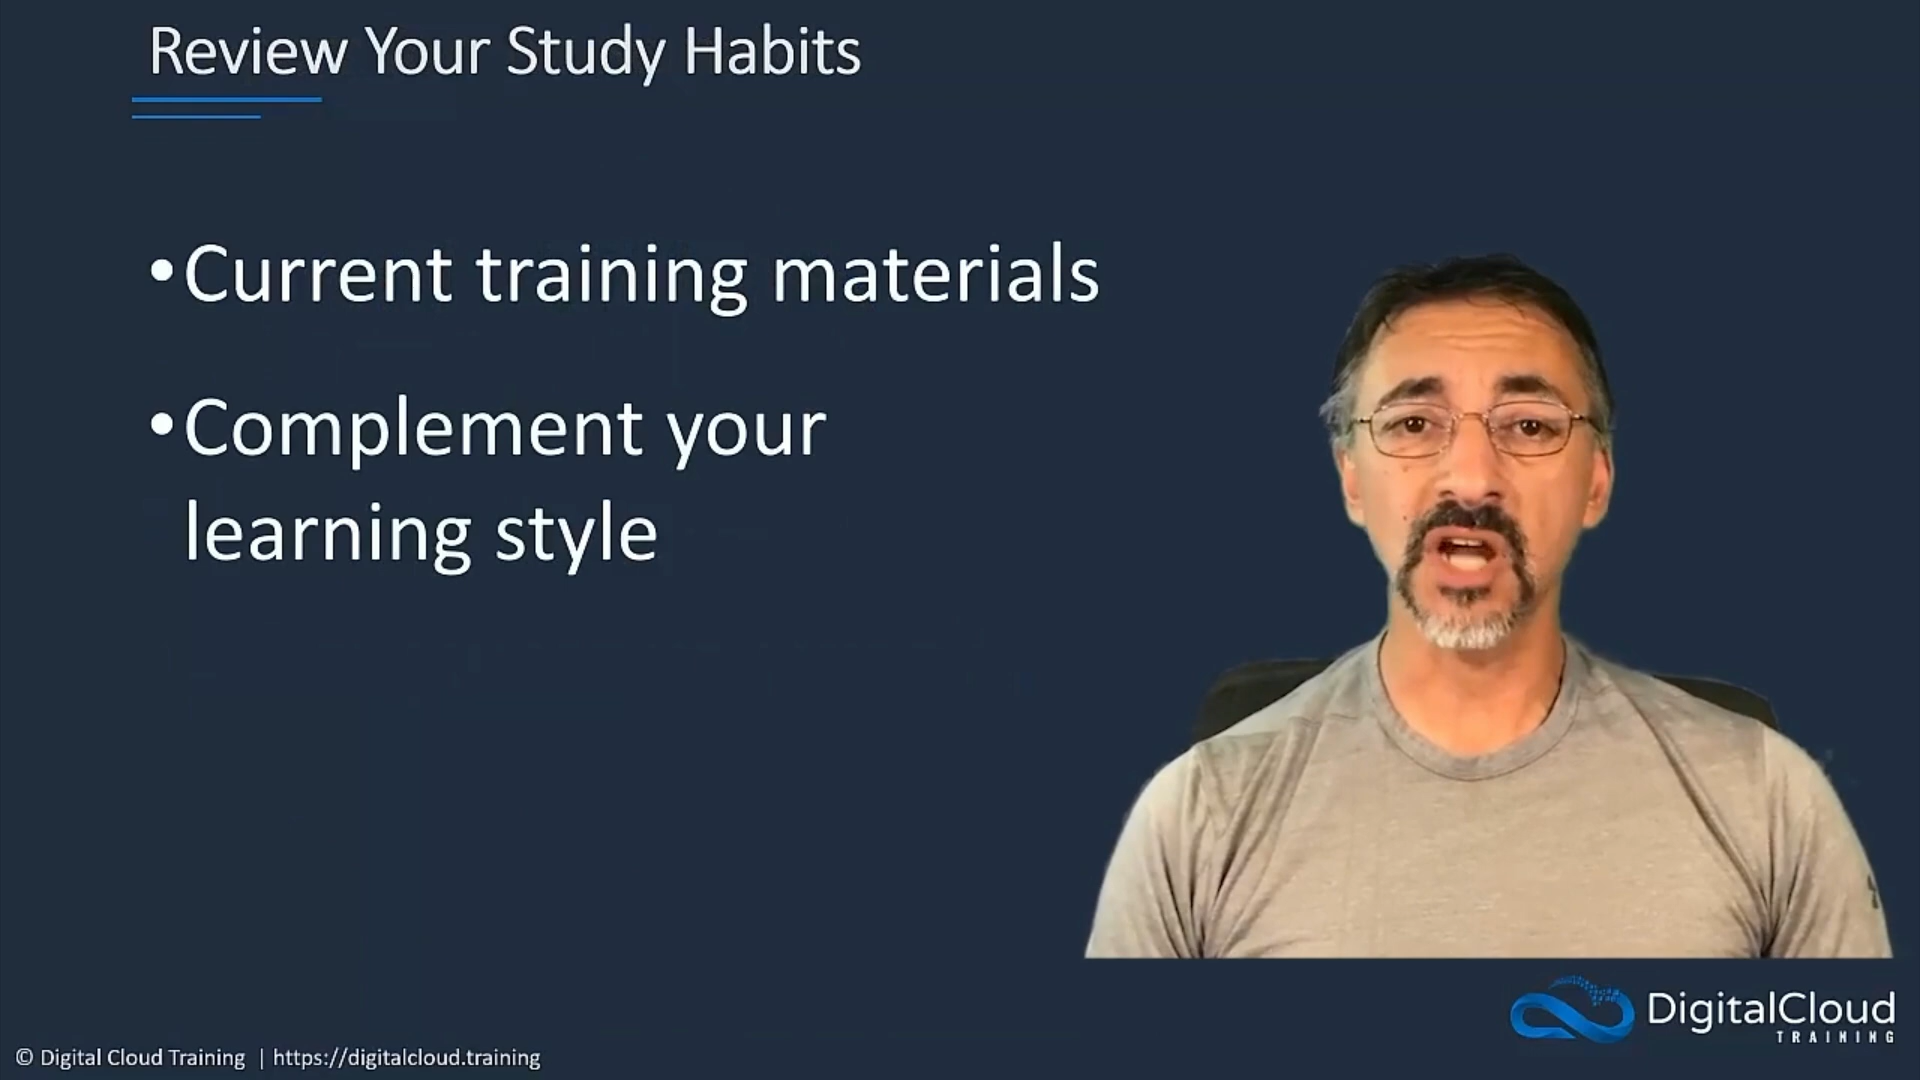 Review Your Study Habits
•Current training materials
•Complement your
learning style
DigitalCloud
TRAINING
© Digital Cloud Training | https://digitalcloud.training